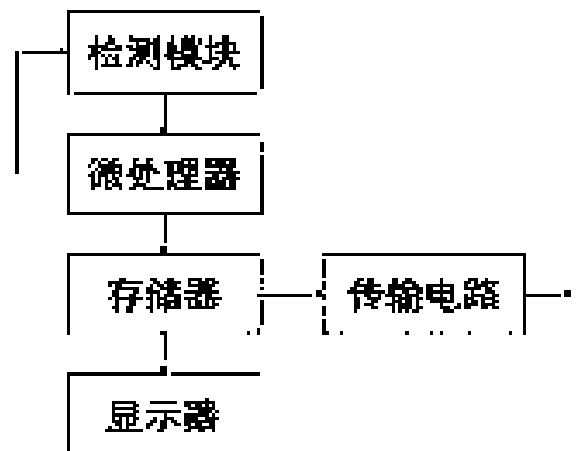 检测模块
微处理器
存储器
传输电路
显示器